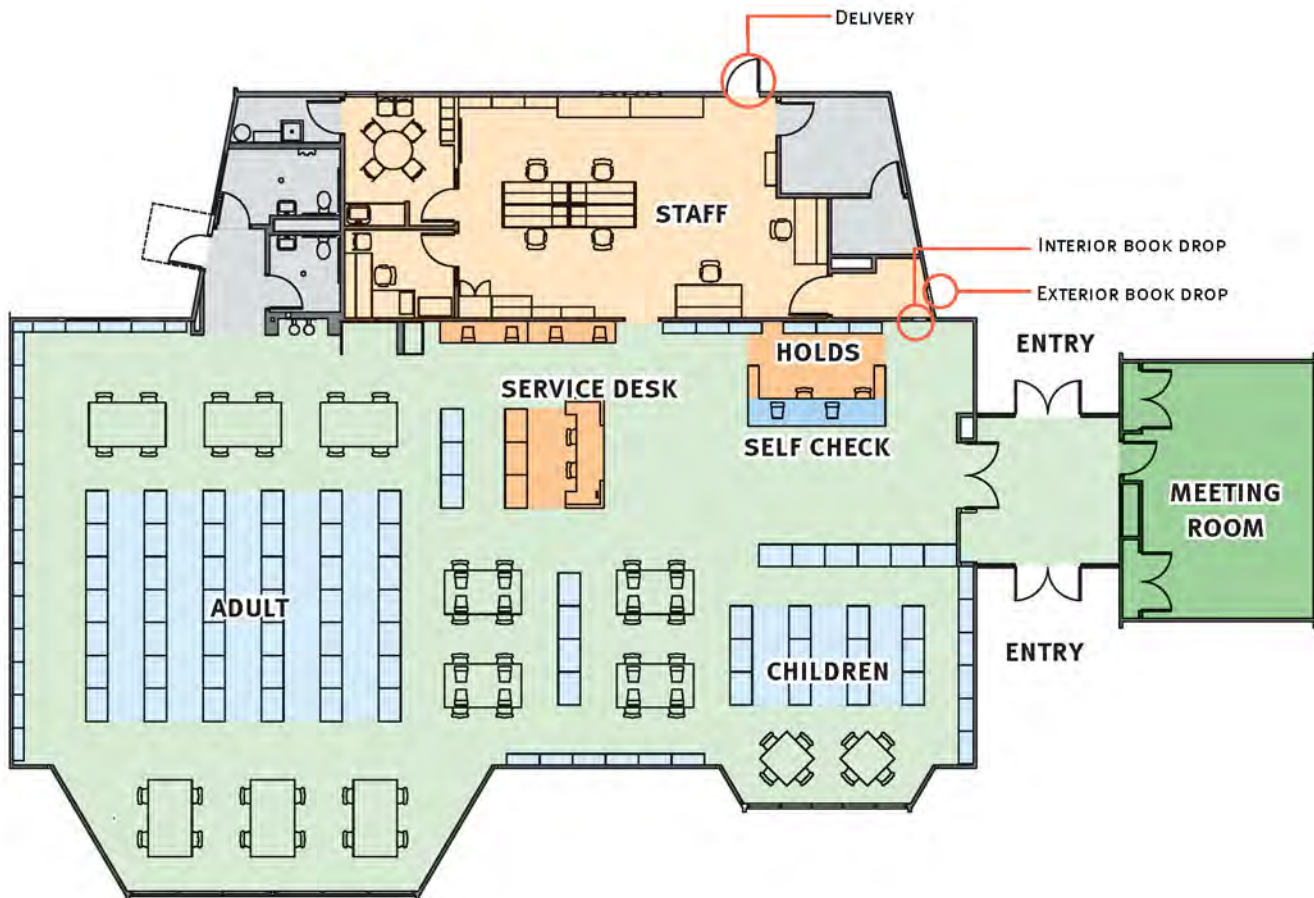 DELIVERY
STAFF
INTERIOR BOOK DROP
EXTERIOR BOOK DROP
HOLDS
ENTRY
SERVICE DESK
SELF CHECK
MEETING
ROOM
ADULT
CHILDREN
ENTRY